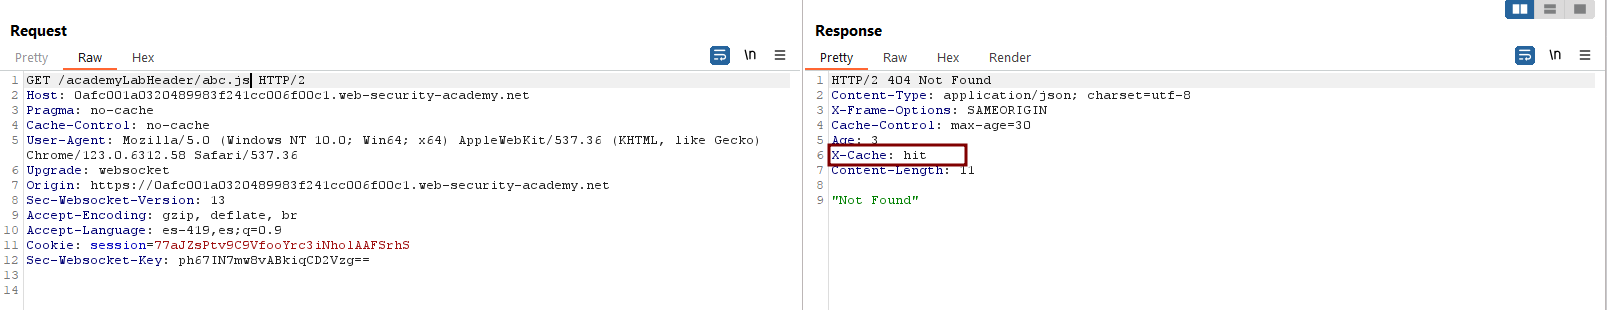 Request
Pretty Raw Hex
\n
1 GET /academyLabHeader/abc.js HTTP/2
2 Host: 0afc001a0320489983f241cc006f00c1.web-security-academy.net
3 Pragma: no-cache
4 Cache-Control: no-cache
5 User-Agent: Mozilla/5.0 (Windows NT 10.0; Win64; x64) AppleWebKit/537.36 (KHTML, like Gecko)
Chrome/123.0.6312.58 Safari/537.36
6 Upgrade: websocket
7 Origin: https://0afc001a0320489983f241cc006f00c1.web-security-academy.net
8 Sec-Websocket-Version: 13
9 Accept-Encoding: gzip, deflate, br
10 Accept-Language: es-419,es;q=0.9
11 Cookie: session=77aJZsPtv9C9VfooYrc3iNholAAFSrhS
12 Sec-Websocket-Key: ph67IN7mw8vABkiqCD2Vzg==
13
14
Response
Pretty Raw Hex Render
\n
1 HTTP/2 404 Not Found
2 Content-Type: application/json; charset=utf-8
3 X-Frame-Options: SAMEORIGIN
4 Cache-Control: max-age=30
5 Age: 3
6 X-Cache: hit
7 Content-Length: 11
8
9 "Not Found"